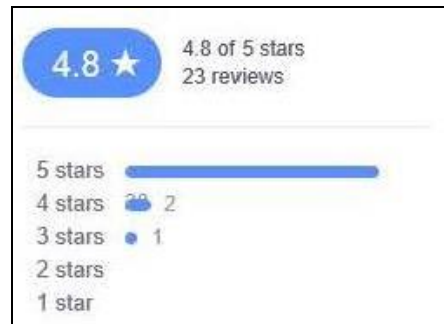 4.8 ★
4.8 of 5 stars
23 reviews
5 stars
4 stars 2
3 stars 1
2 stars
1 star